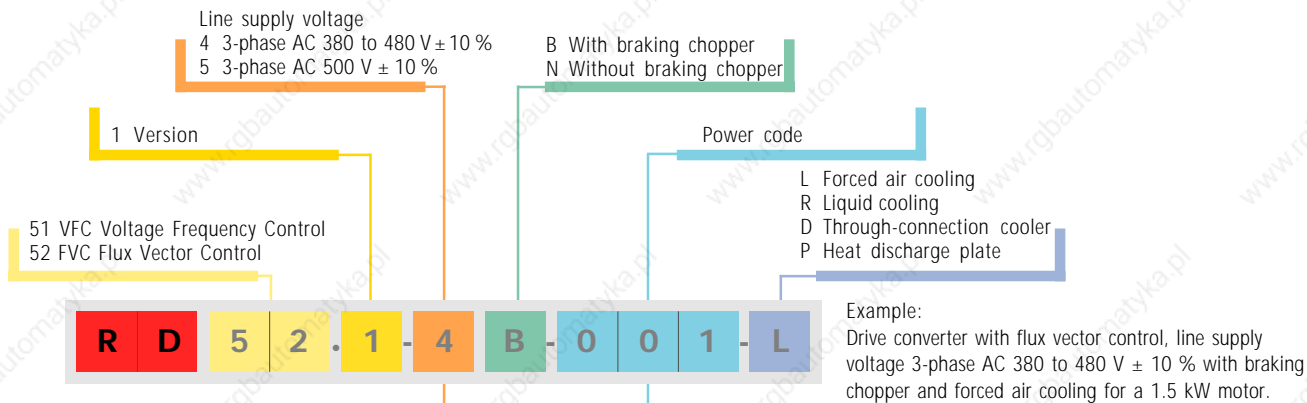 Line supply voltage
4 3-phase AC 380 to 480 V ± 10 %
5 3-phase AC 500 V ± 10 %
B With braking chopper
N Without braking chopper
1 Version
Power code
L Forced air cooling
R Liquid cooling
D Through-connection cooler
P Heat discharge plate
51 VFC Voltage Frequency Control
52 FVC Flux Vector Control
R D 5 2 . 1 - 4 B - 0 0 1 - L
Example:
Drive converter with flux vector control, line supply
voltage 3-phase AC 380 to 480 V ± 10 % with braking
chopper and forced air cooling for a 1.5 kW motor.
www.rgbautomatyka.pl